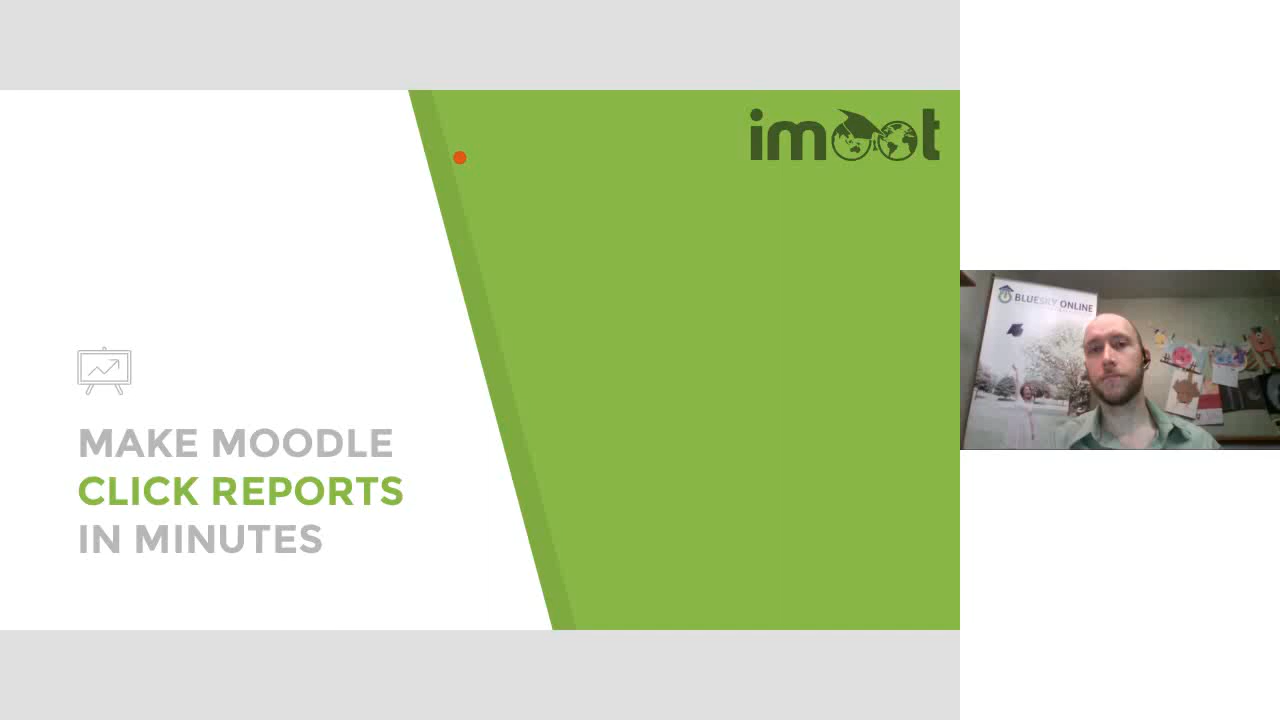 imoot
MAKE MOODLE
CLICK REPORTS
IN MINUTES
BLUESKY ONLINE